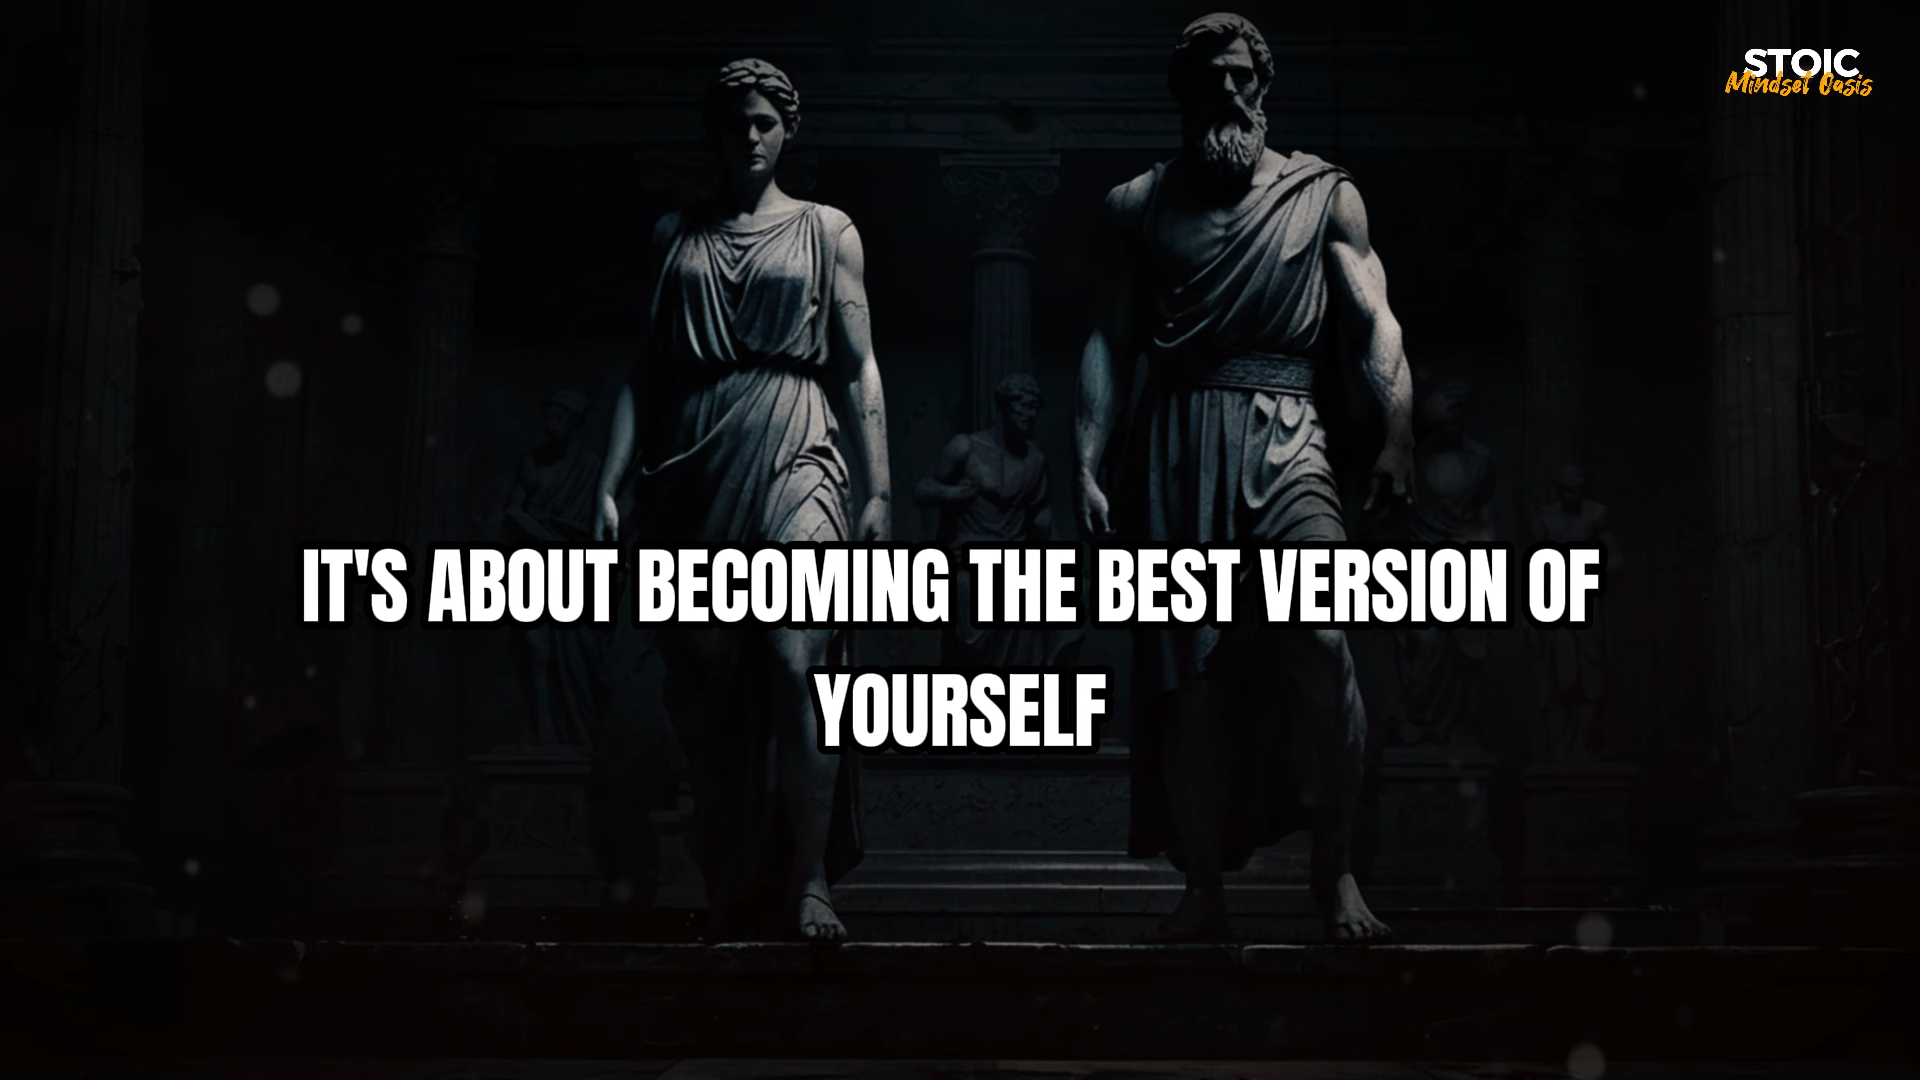 STOIC
Mindset Oasis
IT'S ABOUT BECOMING THE BEST VERSION OF
YOURSELF